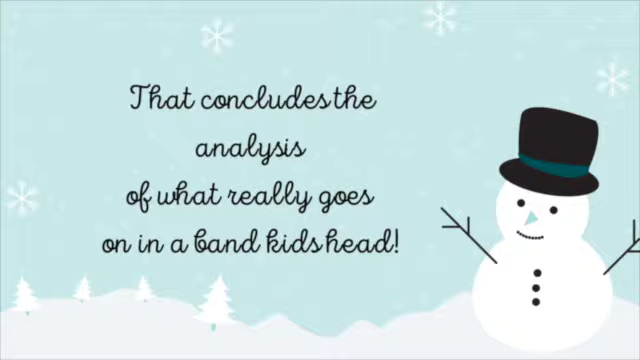 That concludes the
analysis
of what really goes
on in a band kids head!